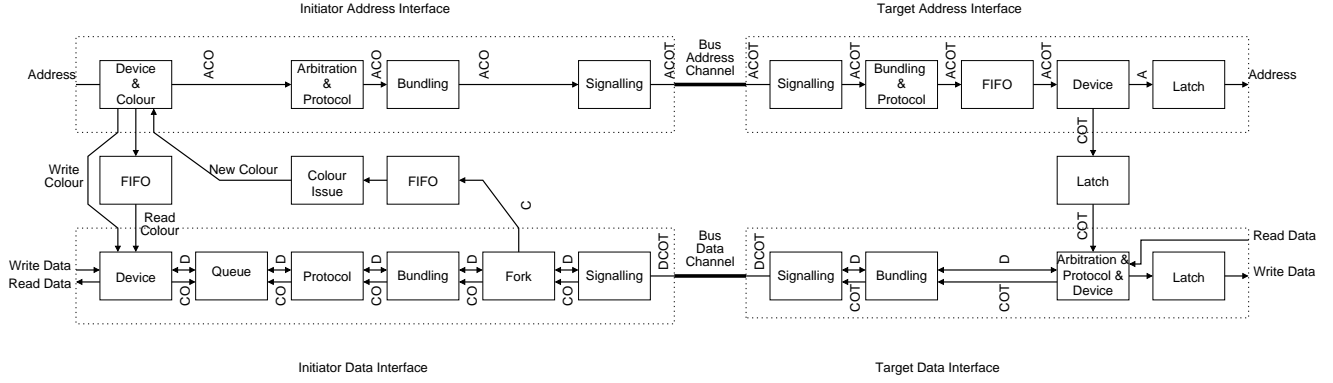 Initiator Address Interface
Target Address Interface
Address
Device
&
Colour
ACO
Arbitration
&
Protocol
ACO
Bundling
ACO
Signalling
ACOT
Bus
Address
Channel
ACOT
Signalling
ACOT
Bundling
&
Protocol
ACOT
FIFO
ACOT
Device
A
Latch
Address
COT
Write
Colour
FIFO
New Colour
Colour
Issue
FIFO
C
Latch
Read
Colour
COT
Write Data
Read Data
Device
D
CO
Queue
D
CO
Protocol
D
CO
Bundling
D
CO
Fork
D
CO
Signalling
DCOT
Bus
Data
Channel
DCOT
Signalling
D
COT
Bundling
D
COT
Arbitration &
Protocol &
Device
Latch
Read Data
Write Data
Initiator Data Interface
Target Data Interface